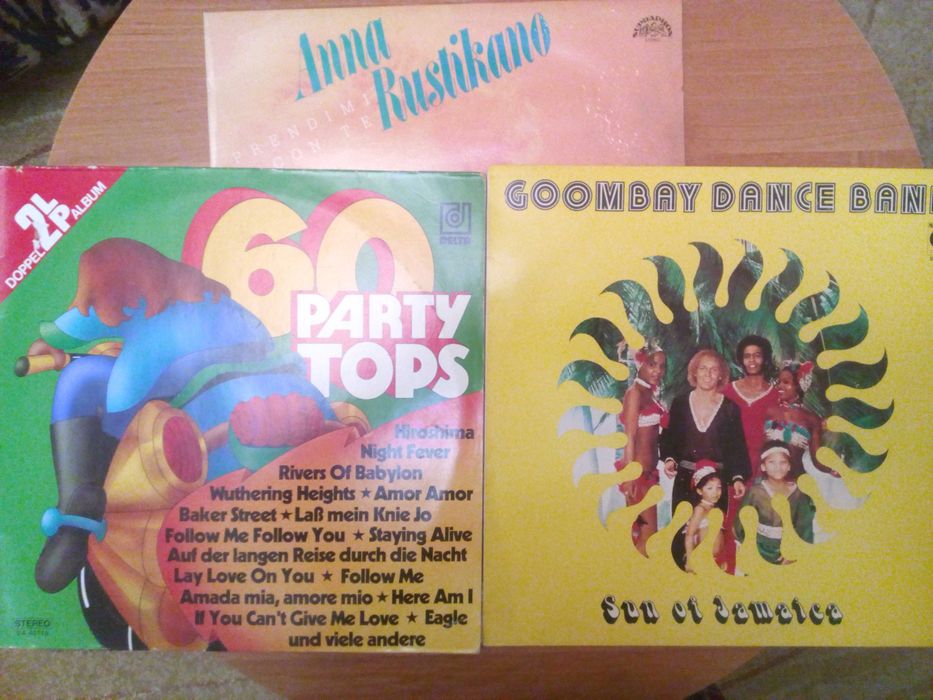 Anna
Rustikano
PRENDIMI
CON TE
SUPRAPHON
2LP
DOPPEL ALBUM
DELTA
60
PARTY
TOPS
Hiroshima
Night Fever
Rivers Of Babylon
Wuthering Heights ★ Amor Amor
Baker Street ★ Laß mein Knie Jo
Follow Me Follow You ★ Staying Alive
Auf der langen Reise durch die Nacht
Lay Love On You ★ Follow Me
Amada mia, amore mio ★ Here Am I
If You Can't Give Me Love ★ Eagle
und viele andere
STEREO
GOOMBAY DANCE BAN
Sun of Jamaica